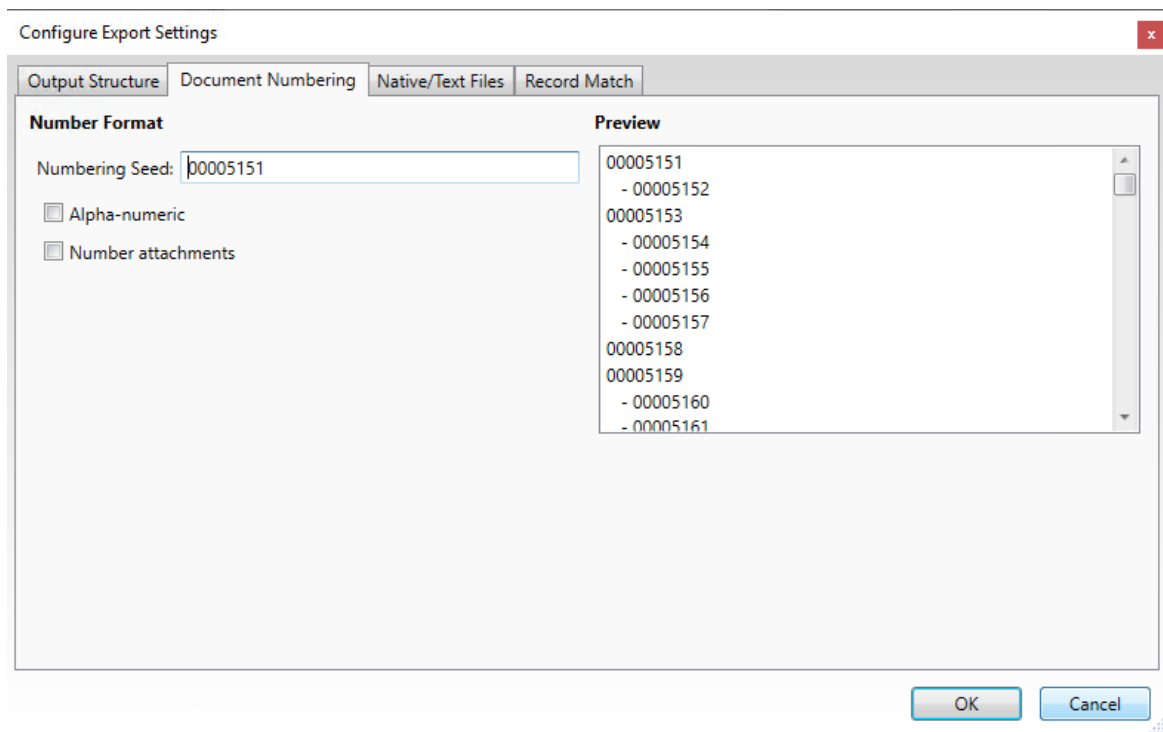 Configure Export Settings
x
Output Structure Document Numbering Native/Text Files Record Match
Number Format
Numbering Seed: 00005151
Alpha-numeric
Number attachments
Preview
00005151
- 00005152
00005153
- 00005154
- 00005155
- 00005156
- 00005157
00005158
00005159
- 00005160
- 00005161
OK Cancel